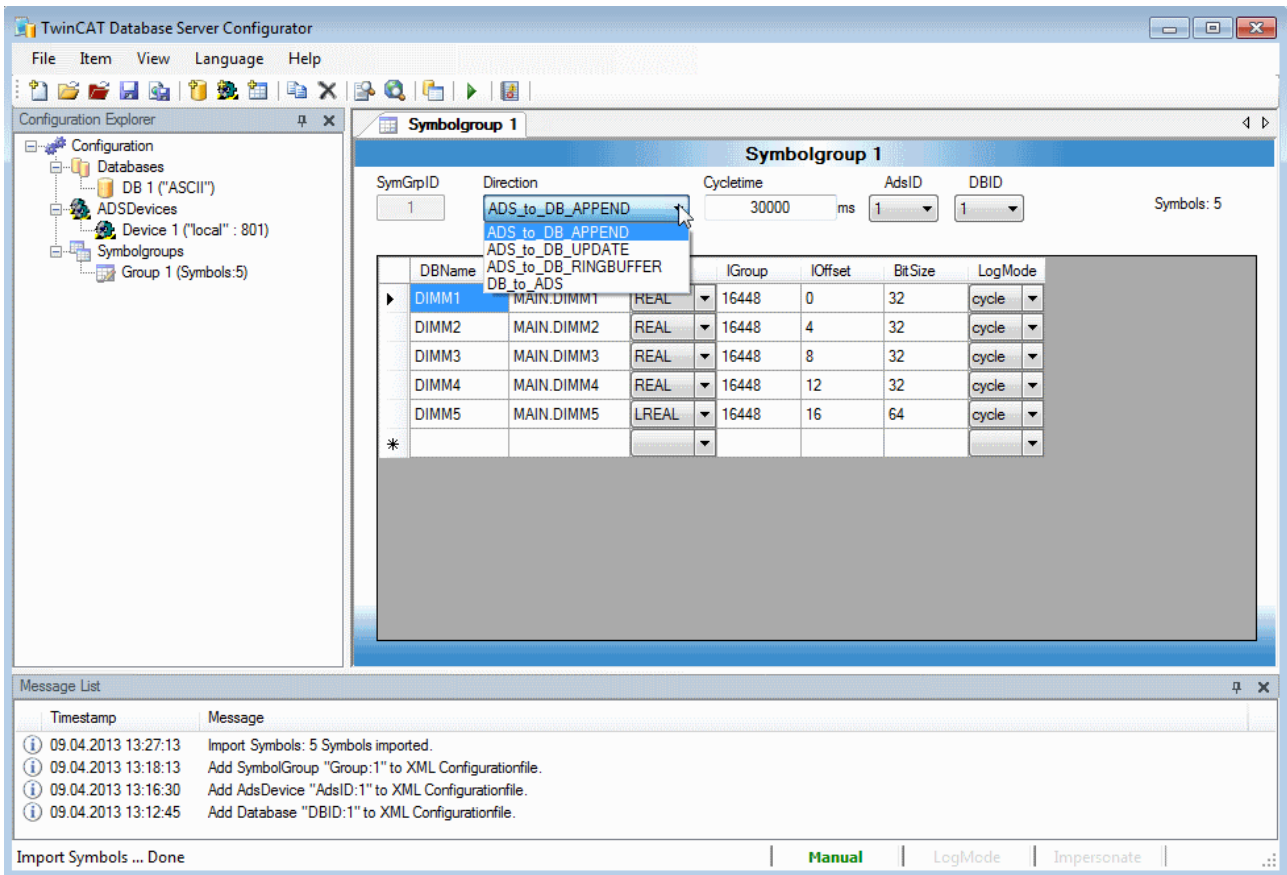 TwinCAT Database Server Configurator
File Item View Language Help
Configuration Explorer
Configuration
Databases
DB 1 ("ASCII")
ADSDevices
Device 1 ("local" : 801)
Symbolgroups
Group 1 (Symbols:5)
Symbolgroup 1
Symbolgroup 1
SymGrpID Direction Cycletime AdsID DBID
1 ADS_to_DB_APPEND 30000 ms 1 1 Symbols: 5
ADS_to_DB_APPEND
ADS_to_DB_UPDATE
ADS_to_DB_RINGBUFFER
DB_to_ADS
DBName IGroup IOffset BitSize LogMode
DIMM1 MAIN.DIMM1 REAL 16448 0 32 cycle
DIMM2 MAIN.DIMM2 REAL 16448 4 32 cycle
DIMM3 MAIN.DIMM3 REAL 16448 8 32 cycle
DIMM4 MAIN.DIMM4 REAL 16448 12 32 cycle
DIMM5 MAIN.DIMM5 LREAL 16448 16 64 cycle
Message List
Timestamp Message
09.04.2013 13:27:13 Import Symbols: 5 Symbols imported.
09.04.2013 13:18:13 Add SymbolGroup "Group:1" to XML Configurationfile.
09.04.2013 13:16:30 Add AdsDevice "AdsID:1" to XML Configurationfile.
09.04.2013 13:12:45 Add Database "DBID:1" to XML Configurationfile.
Import Symbols ... Done Manual LogMode Impersonate